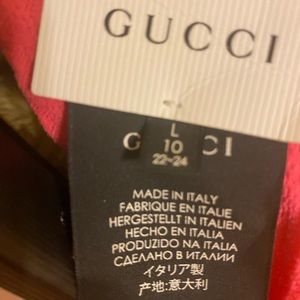 GUCCI
G CI
L
10
22-24
MADE IN ITALY
FABRIQUE EN ITALIE
HERGESTELLT IN ITALIEN
HECHO EN ITALIA
PRODUZIDO NA ITALIA
СДЕЛАНО В ИТАЛИИ
イタリア製
产地:意大利